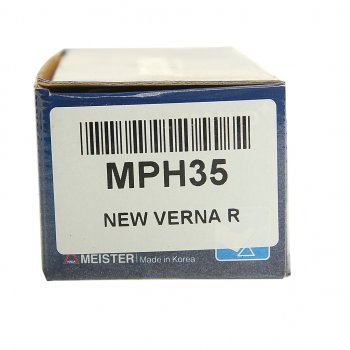 MPH35
NEW VERNA R
MEISTER Made in Korea